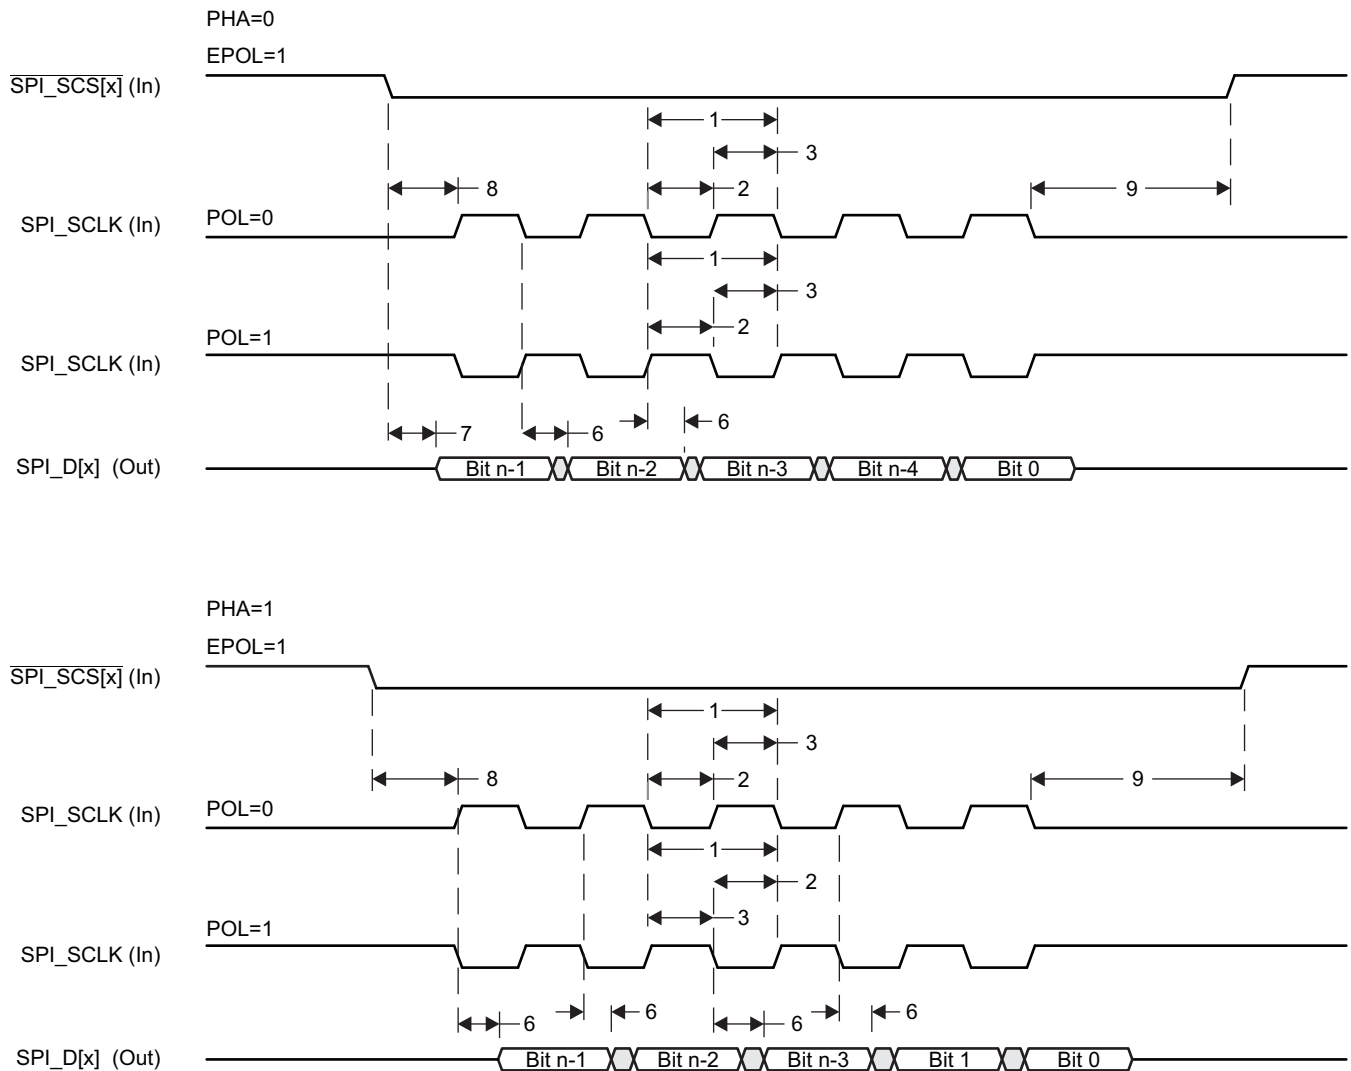 PHA=0
EPOL=1
SPI_SCS[x] (In)
1
3
8
2
9
SPI_SCLK (In)
POL=0
1
3
2
POL=1
SPI_SCLK (In)
7
6
6
SPI_D[x] (Out)
Bit n-1
Bit n-2
Bit n-3
Bit n-4
Bit 0
PHA=1
EPOL=1
SPI_SCS[x] (In)
1
3
8
2
9
SPI_SCLK (In)
POL=0
1
2
3
POL=1
SPI_SCLK (In)
6
6
6
6
SPI_D[x] (Out)
Bit n-1
Bit n-2
Bit n-3
Bit 1
Bit 0